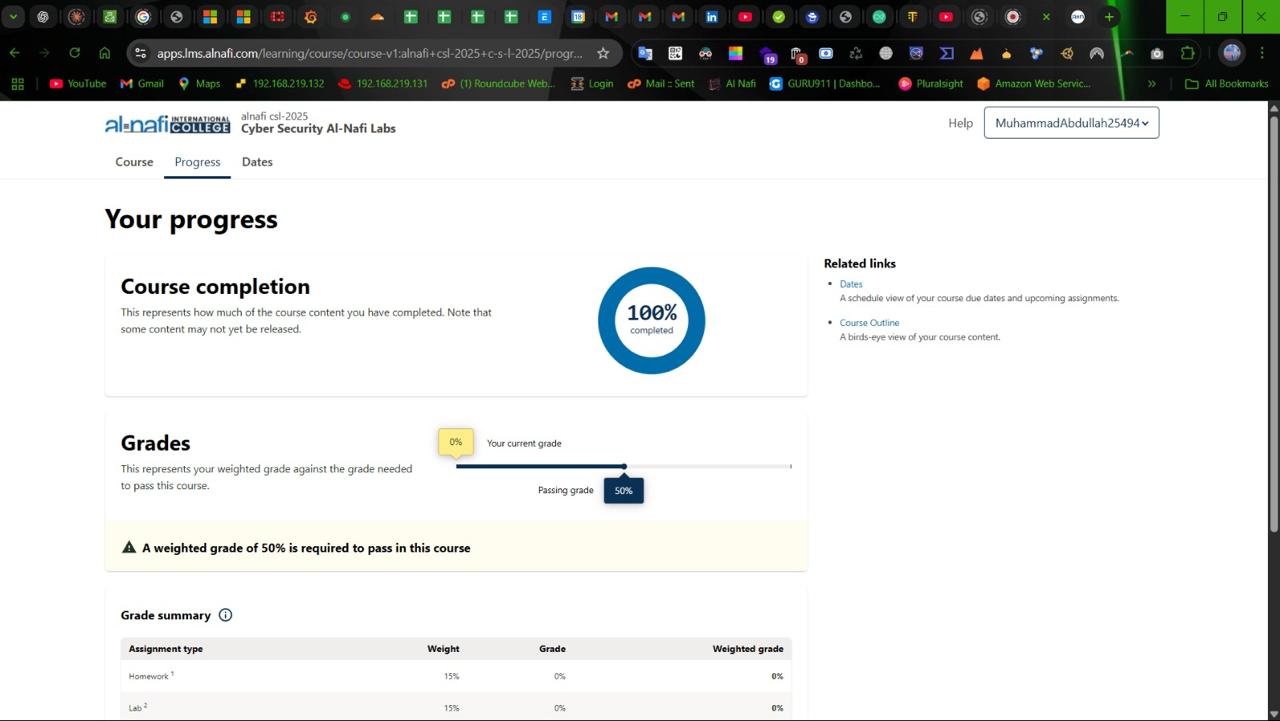 apps.lms.alnafi.com/learning/course/course-v1:alnafi+csl-2025+c-s-l-2025/progr...
19
0
YouTube
Gmail
Maps
192.168.219.132
192.168.219.131
(1) Roundcube Web...
Login
Mail :: Sent
Al Nafi
GURU911 | Dashbo...
Pluralsight
Amazon Web Servic...
»
All Bookmarks
al-nafi INTERNATIONAL COLLEGE
alnafi csl-2025
Cyber Security Al-Nafi Labs
Help
MuhammadAbdullah25494
Course
Progress
Dates
Your progress
Course completion
This represents how much of the course content you have completed. Note that
some content may not yet be released.
100%
completed
Related links
Dates
A schedule view of your course due dates and upcoming assignments.
Course Outline
A birds-eye view of your course content.
Grades
This represents your weighted grade against the grade needed
to pass this course.
0%
Your current grade
Passing grade
50%
A weighted grade of 50% is required to pass in this course
Grade summary
Assignment type Weight Grade Weighted grade
Homework 1 15% 0% 0%
Lab 2 15% 0% 0%